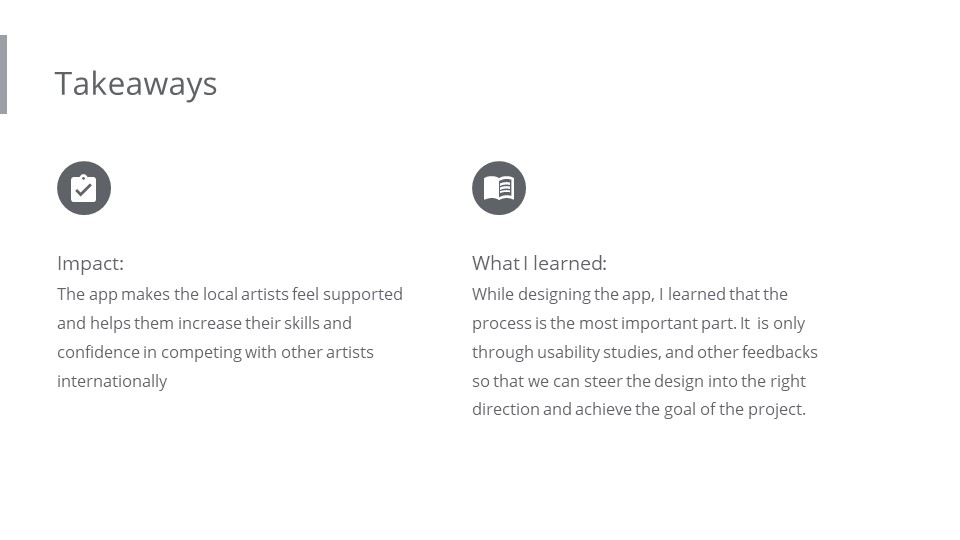 Takeaways
Impact:
The app makes the local artists feel supported
and helps them increase their skills and
confidence in competing with other artists
internationally
What I learned:
While designing the app, I learned that the
process is the most important part. It  is only
through usability studies, and other feedbacks
so that we can steer the design into the right
direction and achieve the goal of the project.